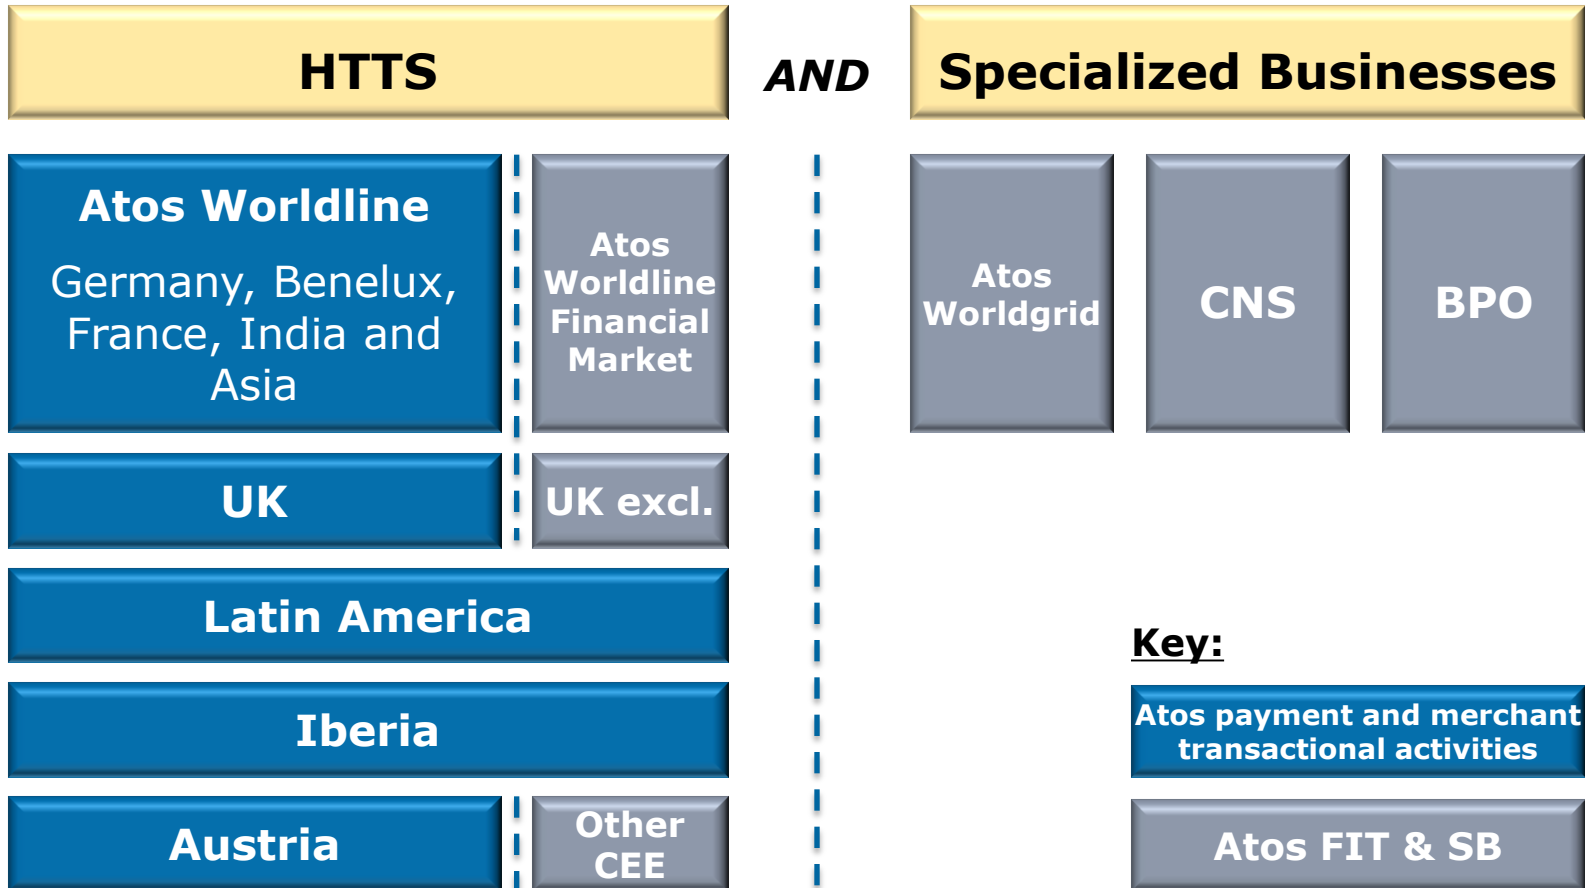 HTTS
AND
Specialized Businesses
Atos Worldline
Germany, Benelux,
France, India and
Asia
Atos
Worldline
Financial
Market
Atos
Worldgrid
CNS
BPO
UK
UK excl.
Latin America
Iberia
Austria
Other
CEE
Key:
Atos payment and merchant
transactional activities
Atos FIT & SB